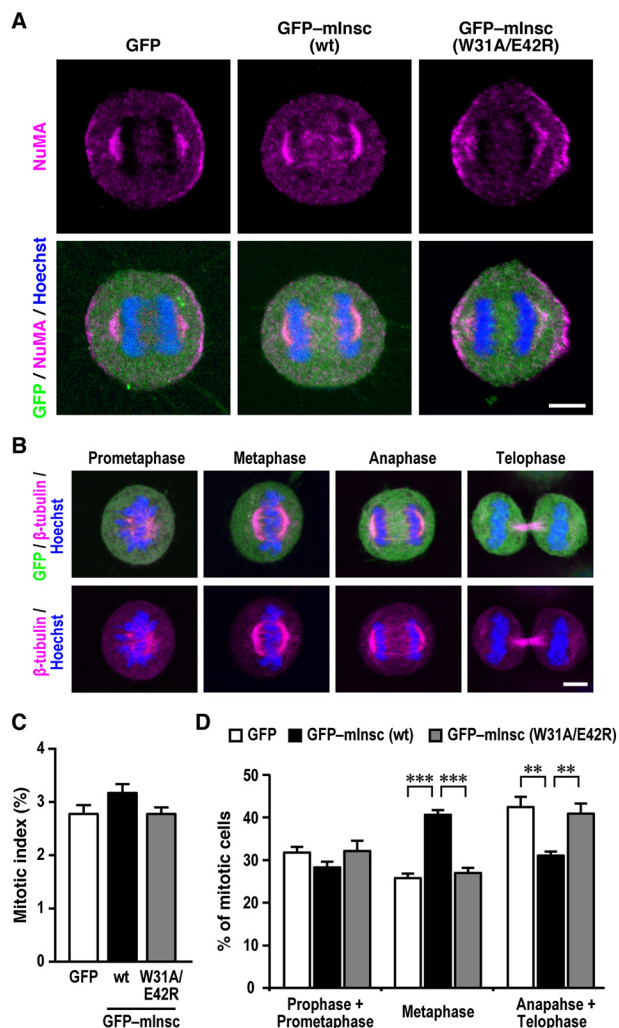 A
GFP
GFP–mInsc
(wt)
GFP–mInsc
(W31A/E42R)
NuMA
GFP / NuMA / Hoechst
B
Prometaphase
Metaphase
Anaphase
Telophase
GFP / β-tubulin /
Hoechst
β-tubulin /
Hoechst
C
Mitotic index (%)
4
3
2
1
0
GFP
wt
W31A/
E42R
GFP–mInsc
D
GFP
GFP–mInsc (wt)
GFP–mInsc (W31A/E42R)
% of mitotic cells
50
40
30
20
10
0
***
***
**
**
Prophase +
Prometaphase
Metaphase
Anapahse +
Telophase